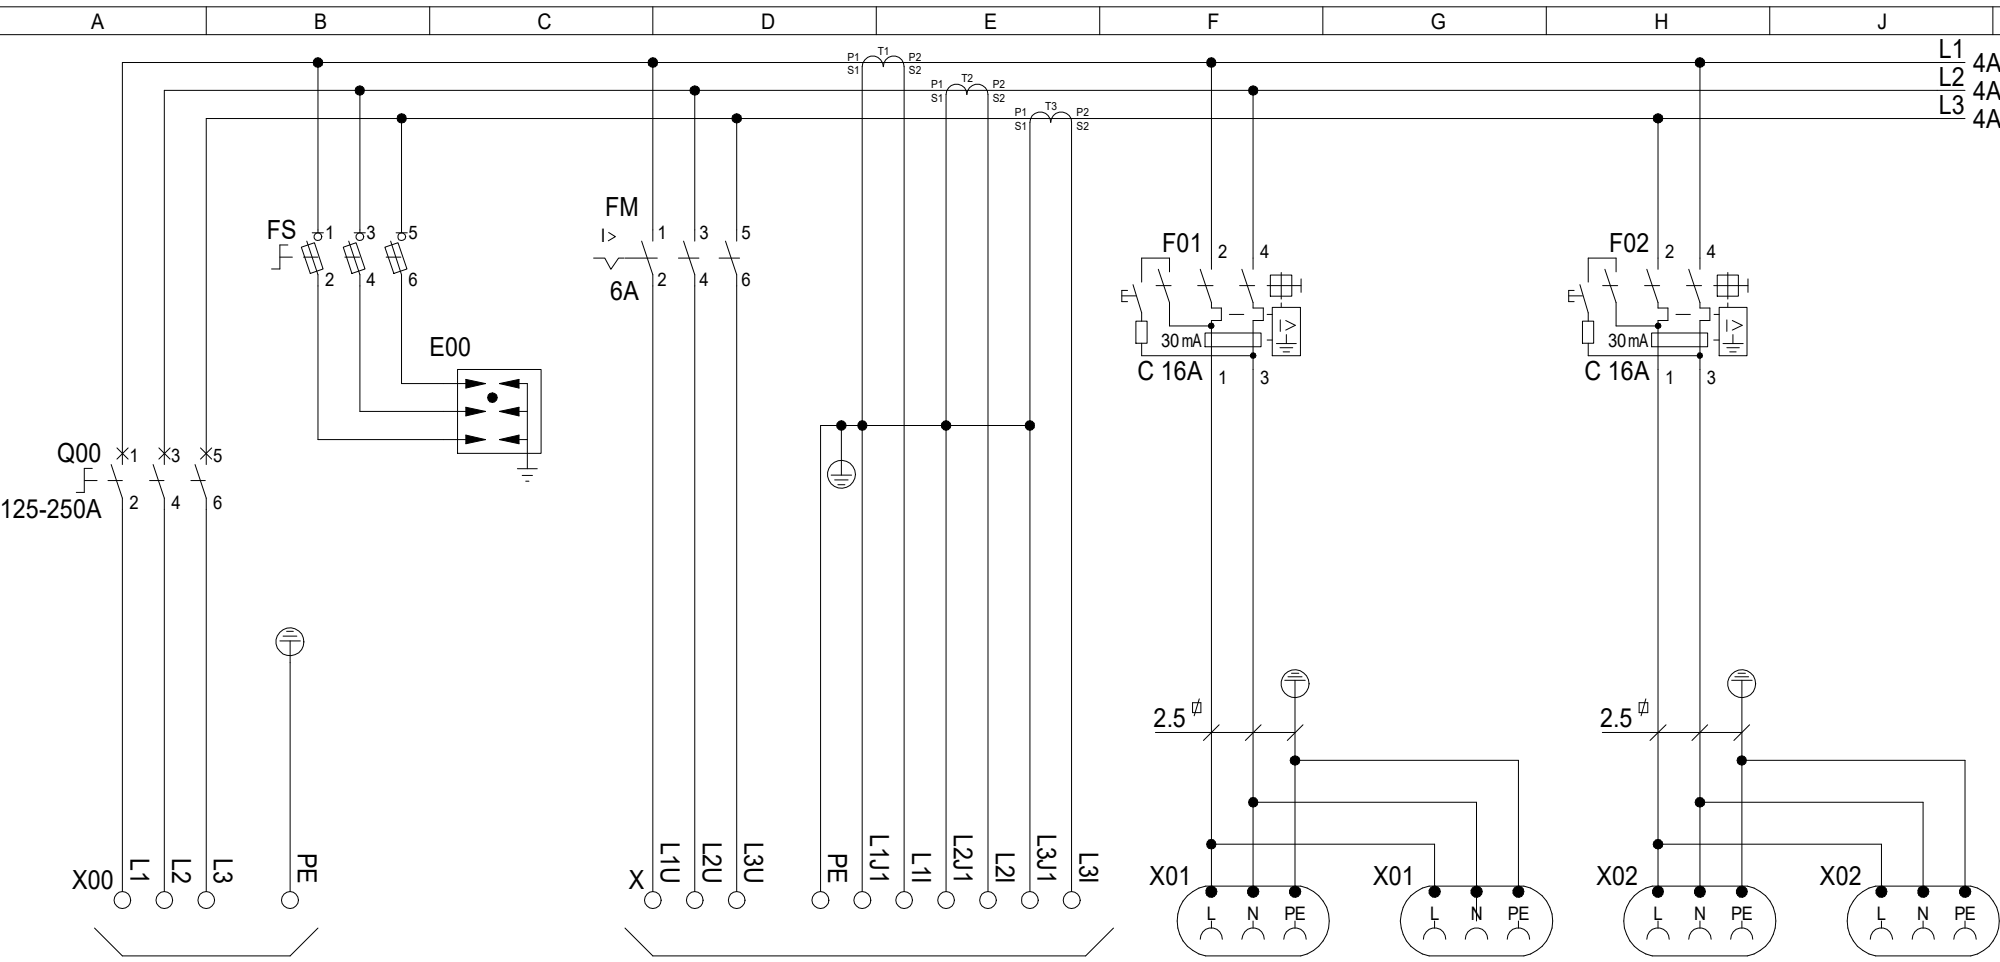 A B C D E F G H J
P1 T1 P2
S1 S2
L1 4A
P1 T2 P2
S1 S2
L2 4A
P1 T3 P2
S1 S2
L3 4A
FS 1 3 5
2 4 6
FM
I>
1 3 5
2 4 6
6A
F01 2 4
I>
30 mA
C 16A 1 3
F02 2 4
I>
30 mA
C 16A 1 3
E00
Q00 1 3 5
125-250A 2 4 6
2.5
2.5
X00 L1 L2 L3 PE
X L1U L2U L3U PE L1J1 L1I L2J1 L2I L3J1 L3I
X01 X01 X02 X02
L N PE L N PE L N PE L N PE